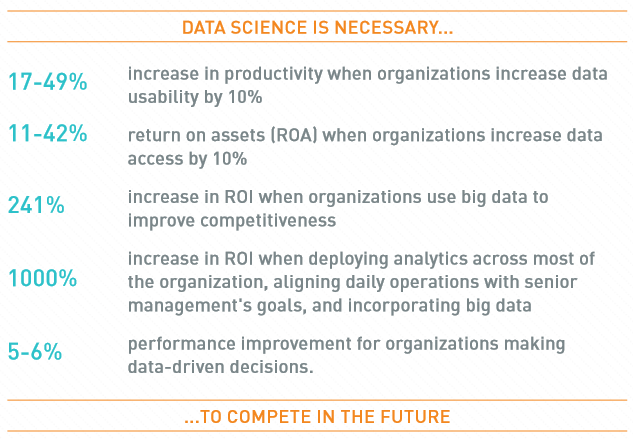 DATA SCIENCE IS NECESSARY...
17-49%
increase in productivity when organizations increase data
usability by 10%
11-42%
return on assets (ROA) when organizations increase data
access by 10%
241%
increase in ROI when organizations use big data to
improve competitiveness
1000%
increase in ROI when deploying analytics across most of
the organization, aligning daily operations with senior
management's goals, and incorporating big data
5-6%
performance improvement for organizations making
data-driven decisions.
...TO COMPETE IN THE FUTURE